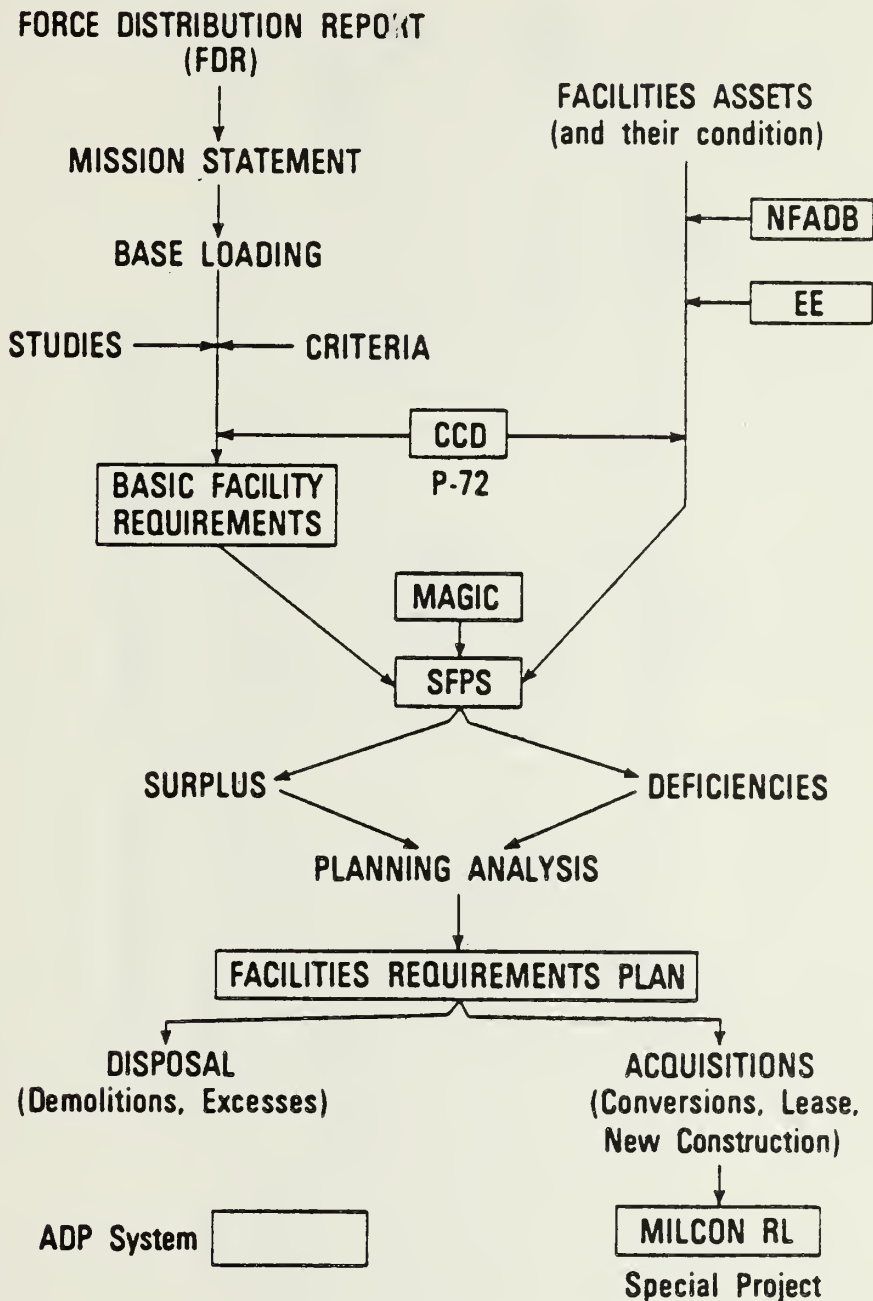 FORCE DISTRIBUTION REPORT
(FDR)
FACILITIES ASSETS
(and their condition)
MISSION STATEMENT
NFADB
BASE LOADING
EE
STUDIES
CRITERIA
CCD
P-72
BASIC FACILITY
REQUIREMENTS
MAGIC
SFPS
SURPLUS
DEFICIENCIES
PLANNING ANALYSIS
FACILITIES REQUIREMENTS PLAN
DISPOSAL
(Demolitions, Excesses)
ACQUISITIONS
(Conversions, Lease,
New Construction)
ADP System
MILCON RL
Special Project